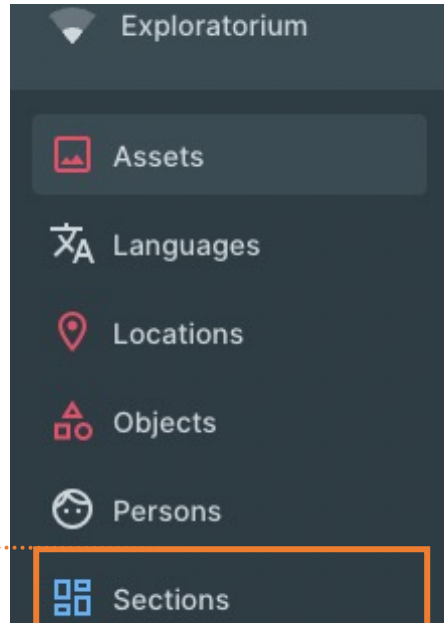 Exploratorium
Assets
Languages
Locations
Objects
Persons
Sections